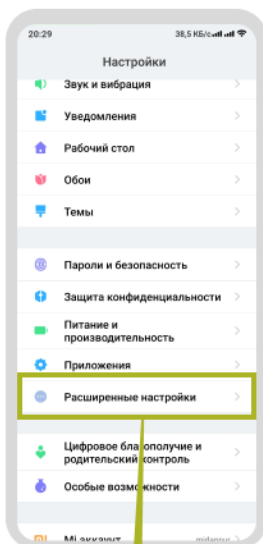 20:29 38,5 КБ/с
Настройки
Звук и вибрация
Уведомления
Рабочий стол
Обои
Темы
Пароли и безопасность
Защита конфиденциальности
Питание и
производительность
Приложения
Расширенные настройки
Цифровое благополучие и
родительский контроль
Особые возможности
Mi аккаунт